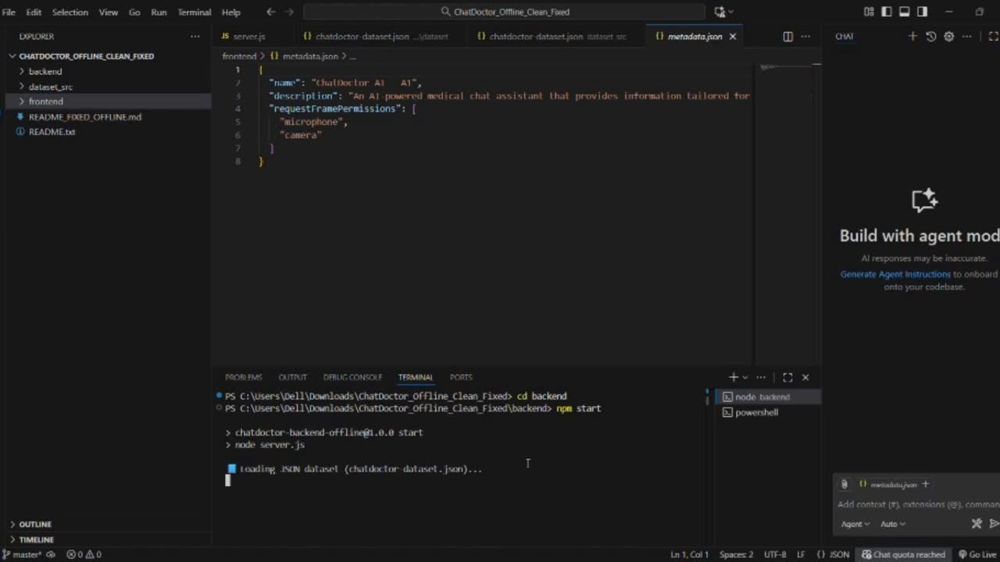 File Edit Selection View Go Run Terminal Help
ChatDoctor_Offline_Clean_Fixed
EXPLORER
CHATDOCTOR_OFFLINE_CLEAN_FIXED
backend
dataset_src
frontend
README_FIXED_OFFLINE.md
README.txt
OUTLINE
TIMELINE
JS server.js
{} chatdoctor-dataset.json ...\dataset
{} chatdoctor-dataset.json dataset src
{} metadata.json
frontend > {} metadata.json > ...
1 {
2 "name": "ChatDoctor AI A1",
3 "description": "An AI-powered medical chat assistant that provides information tailored for
4 "requestFramePermissions": [
5 "microphone",
6 "camera"
7 ]
8 }
PROBLEMS OUTPUT DEBUG CONSOLE TERMINAL PORTS
PS C:\Users\Dell\Downloads\ChatDoctor_Offline_Clean_Fixed> cd backend
PS C:\Users\Dell\Downloads\ChatDoctor_Offline_Clean_Fixed\backend> npm start
> chatdoctor-backend-offline@1.0.0 start
> node server.js
Loading JSON dataset (chatdoctor-dataset.json)...
node backend
powershell
CHAT
Build with agent mod
AI responses may be inaccurate.
Generate Agent Instructions to onboard
onto your codebase.
{} metadata.json +
Add context (#), extensions (@), comman
Agent Auto
master* 0 0 Ln 1, Col 1 Spaces: 2 UTF-8 LF {} JSON Chat quota reached Go Live